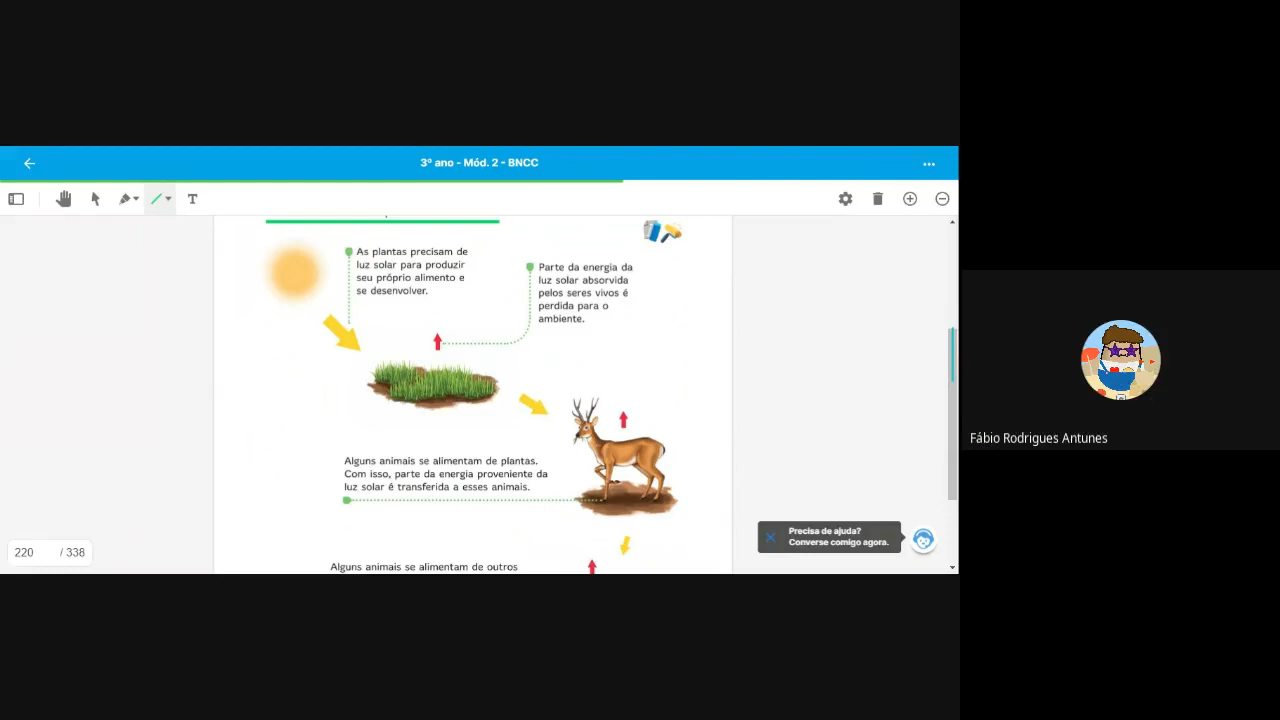 3º ano - Mód. 2 - BNCC
T
As plantas precisam de
luz solar para produzir
seu próprio alimento e
se desenvolver.
Parte da energia da
luz solar absorvida
pelos seres vivos é
perdida para o
ambiente.
Alguns animais se alimentam de plantas.
Com isso, parte da energia proveniente da
luz solar é transferida a esses animais.
Alguns animais se alimentam de outros
220 / 338
Precisa de ajuda?
Converse comigo agora.
Fábio Rodrigues Antunes